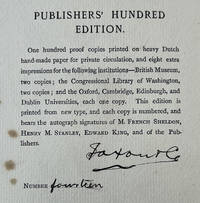 PUBLISHERS' HUNDRED
EDITION.
One hundred proof copies printed on heavy Dutch
hand-made paper for private circulation, and eight extra
impressions for the following institutions—British Museum,
two copies; the Congressional Library of Washington,
two copies; and the Oxford, Cambridge, Edinburgh, and
Dublin Universities, each one copy. This edition is
printed from new type, and each copy is numbered, and
bears the autograph signatures of M. FRENCH SHELDON,
HENRY M. STANLEY, EDWARD KING, and of the Pub-
lishers.
NUMBER fourteen